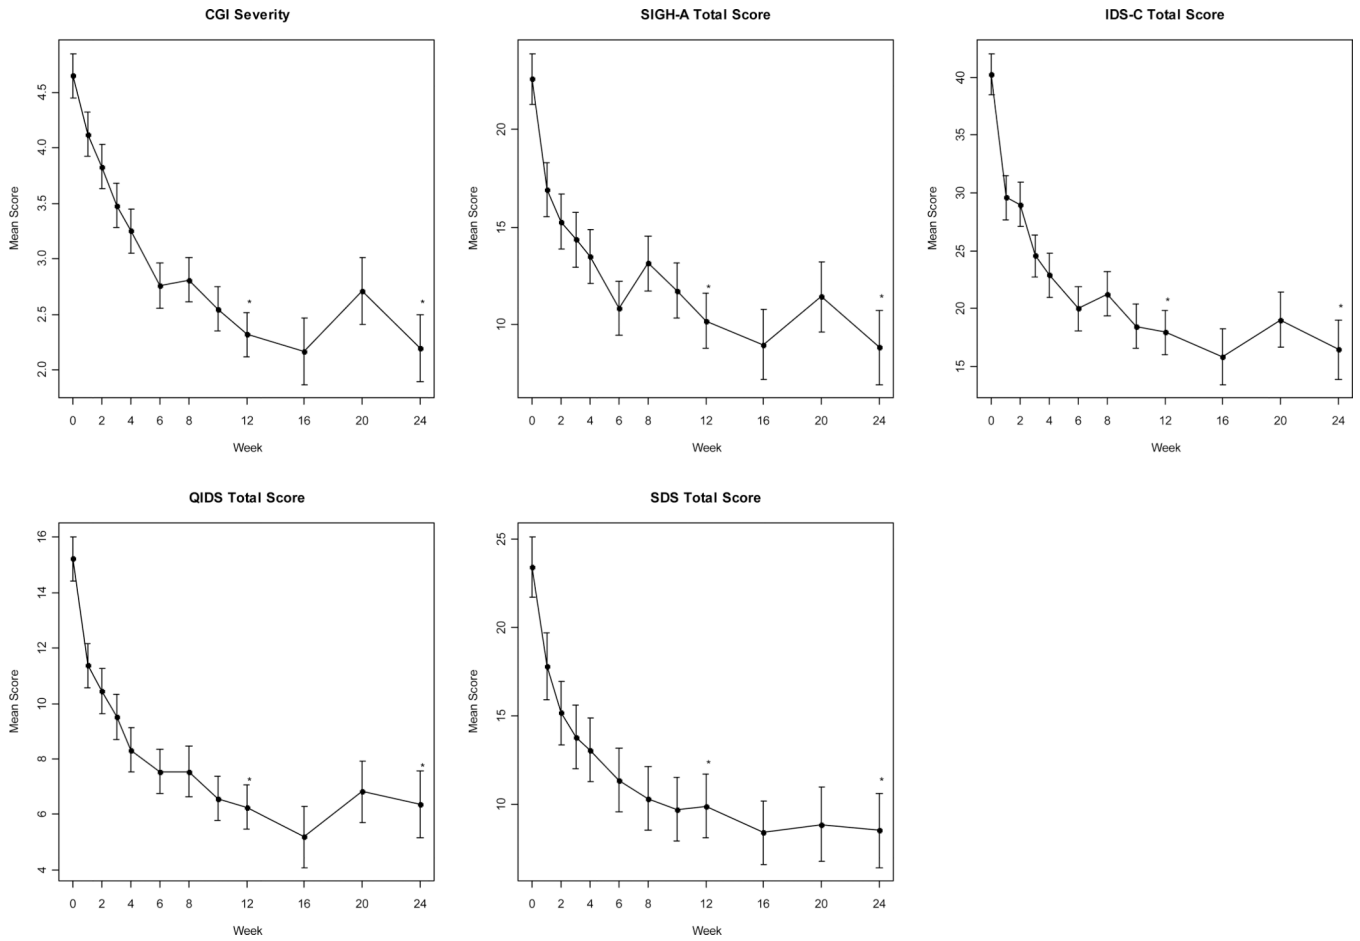 CGI Severity
4.5
4.0
3.5
3.0
2.5
2.0
Mean Score
* *
0 2 4 6 8 12 16 20 24
Week
SIGH-A Total Score
20
15
10
Mean Score
* *
0 2 4 6 8 12 16 20 24
Week
IDS-C Total Score
40
35
30
25
20
15
Mean Score
* *
0 2 4 6 8 12 16 20 24
Week
QIDS Total Score
16
14
12
10
8
6
4
Mean Score
* *
0 2 4 6 8 12 16 20 24
Week
SDS Total Score
25
20
15
10
Mean Score
* *
0 2 4 6 8 12 16 20 24
Week